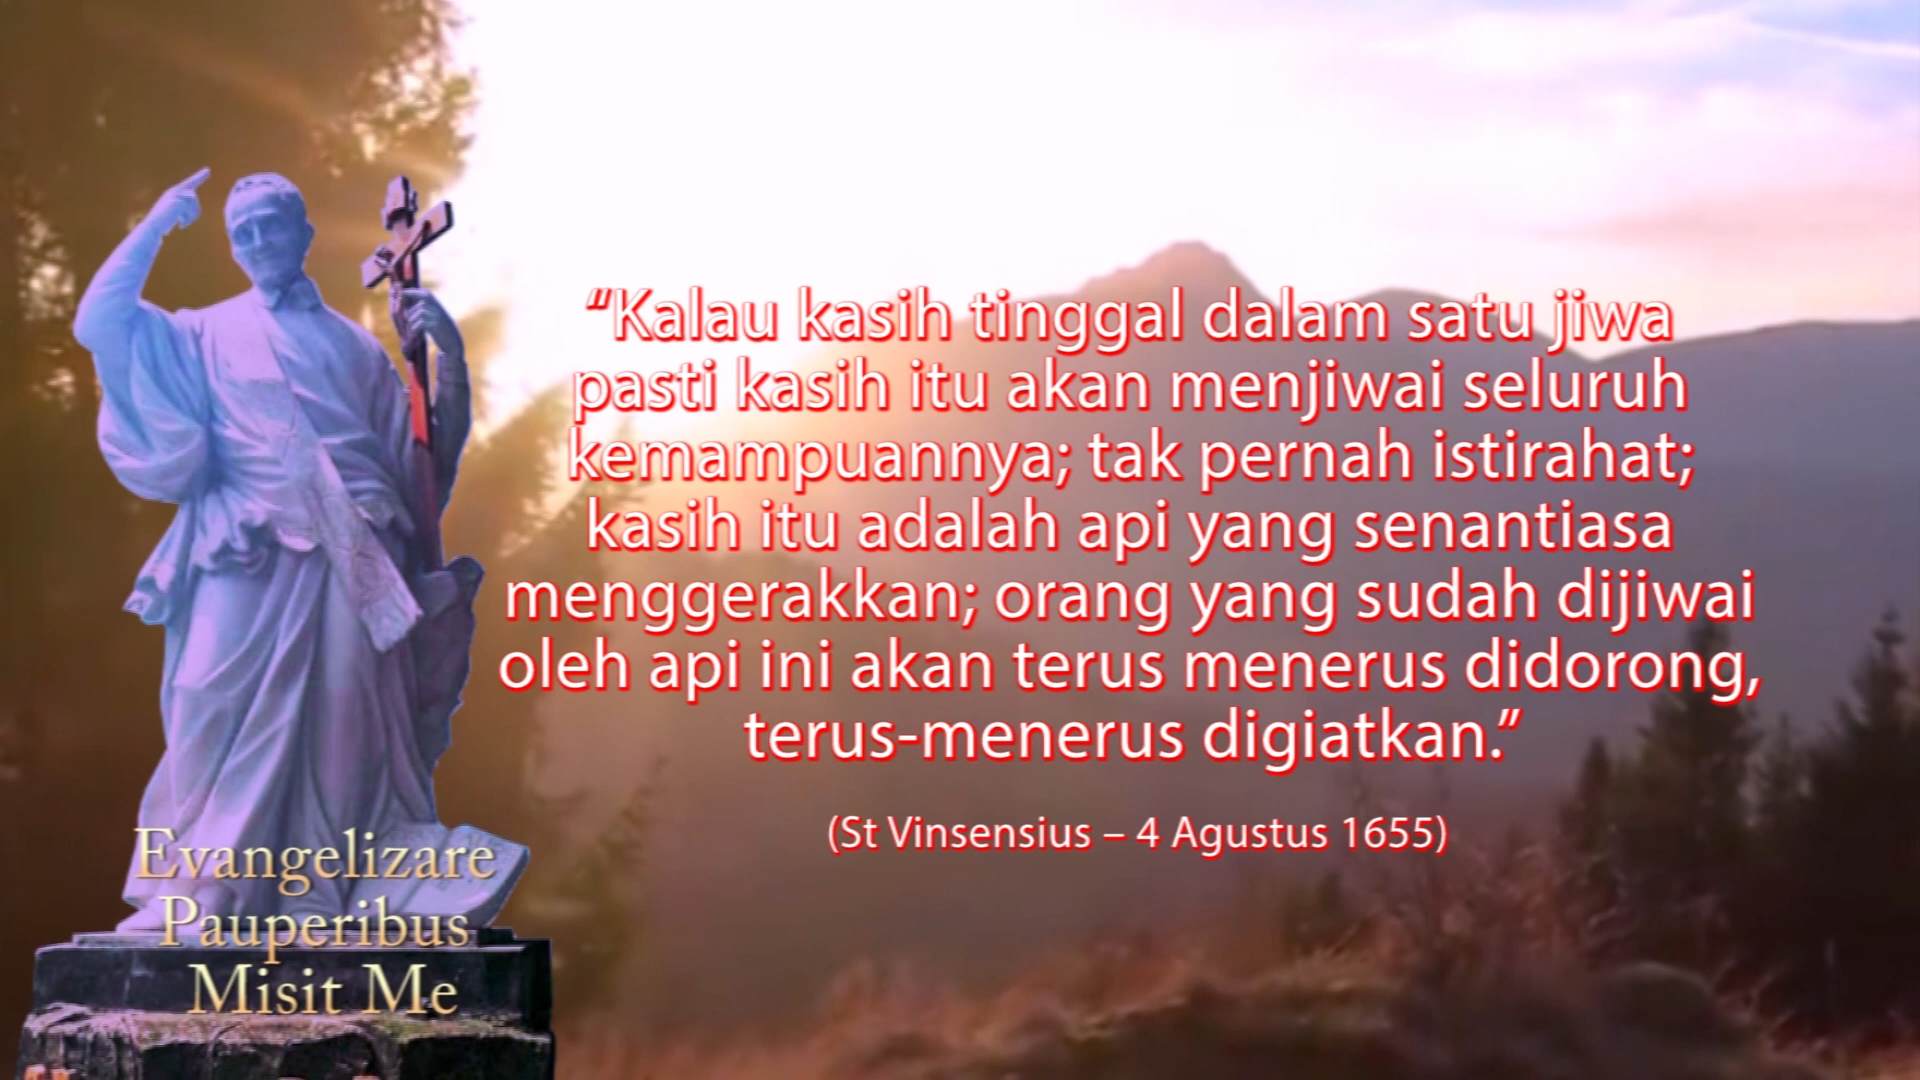 “Kalau kasih tinggal dalam satu jiwa
pasti kasih itu akan menjiwai seluruh
kemampuannya; tak pernah istirahat;
kasih itu adalah api yang senantiasa
menggerakkan; orang yang sudah dijiwai
oleh api ini akan terus menerus didorong,
terus-menerus digiatkan.”
(St Vinsensius – 4 Agustus 1655)
Evangelizare
Pauperibus
Misit Me